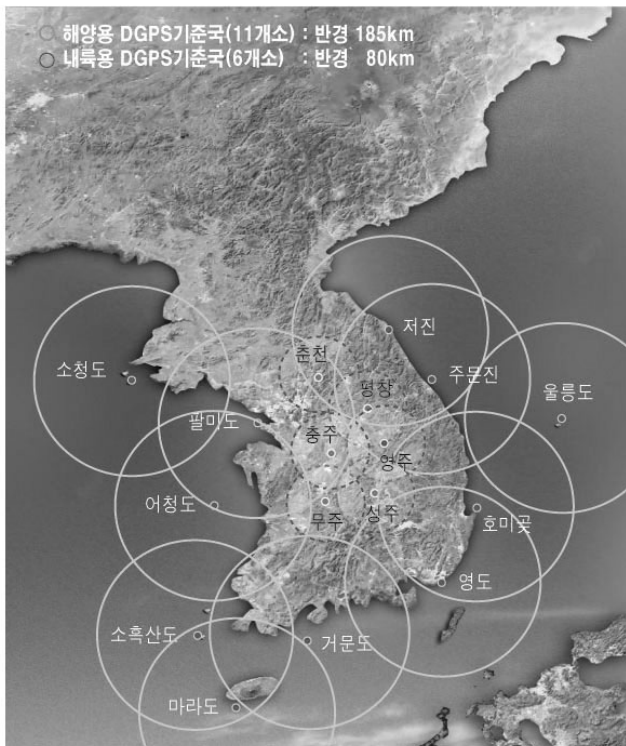 해양용 DGPS기준국(11개소) : 반경 185km
내륙용 DGPS기준국(6개소) : 반경 80km
저진
춘천
소청도
주문진
평창
울릉도
팔미도
충주
영주
어청도
무주
성주
호미곶
영도
소흑산도
거문도
마라도